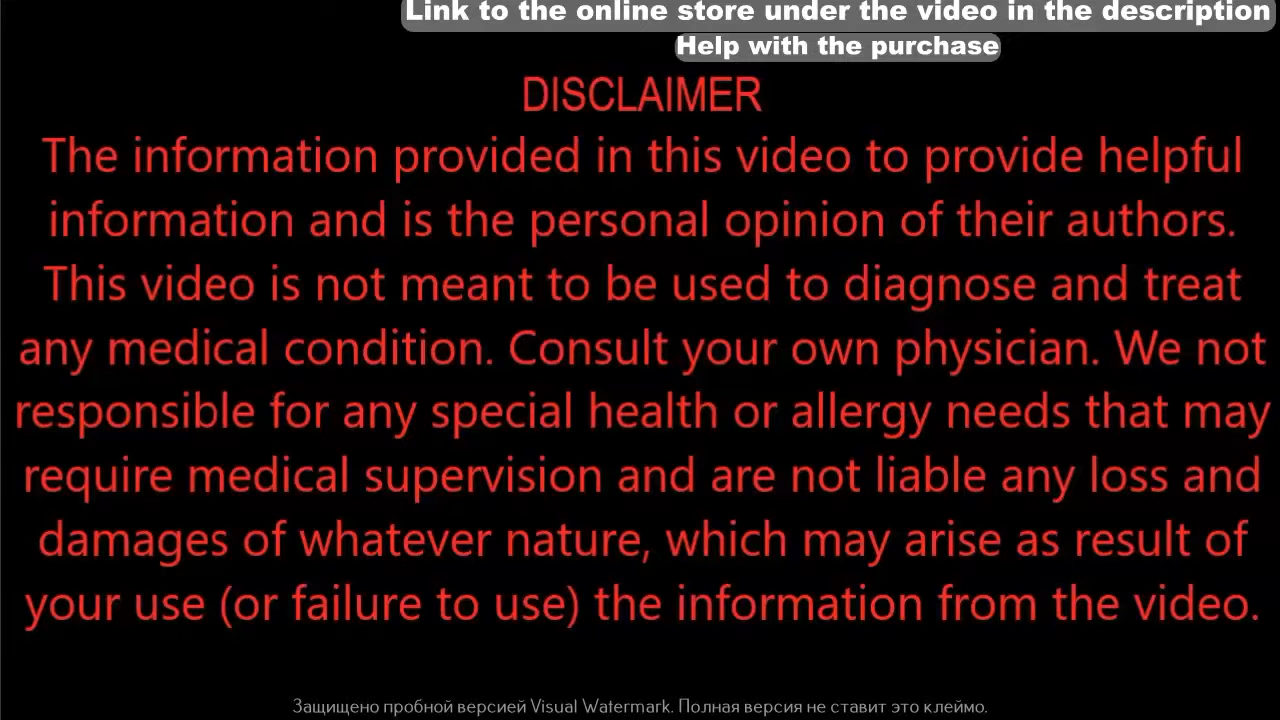 Link to the online store under the video in the description
Help with the purchase
DISCLAIMER
The information provided in this video to provide helpful
information and is the personal opinion of their authors.
This video is not meant to be used to diagnose and treat
any medical condition. Consult your own physician. We not
responsible for any special health or allergy needs that may
require medical supervision and are not liable any loss and
damages of whatever nature, which may arise as result of
your use (or failure to use) the information from the video.
Защищено пробной версией Visual Watermark. Полная версия не ставит это клеймо.